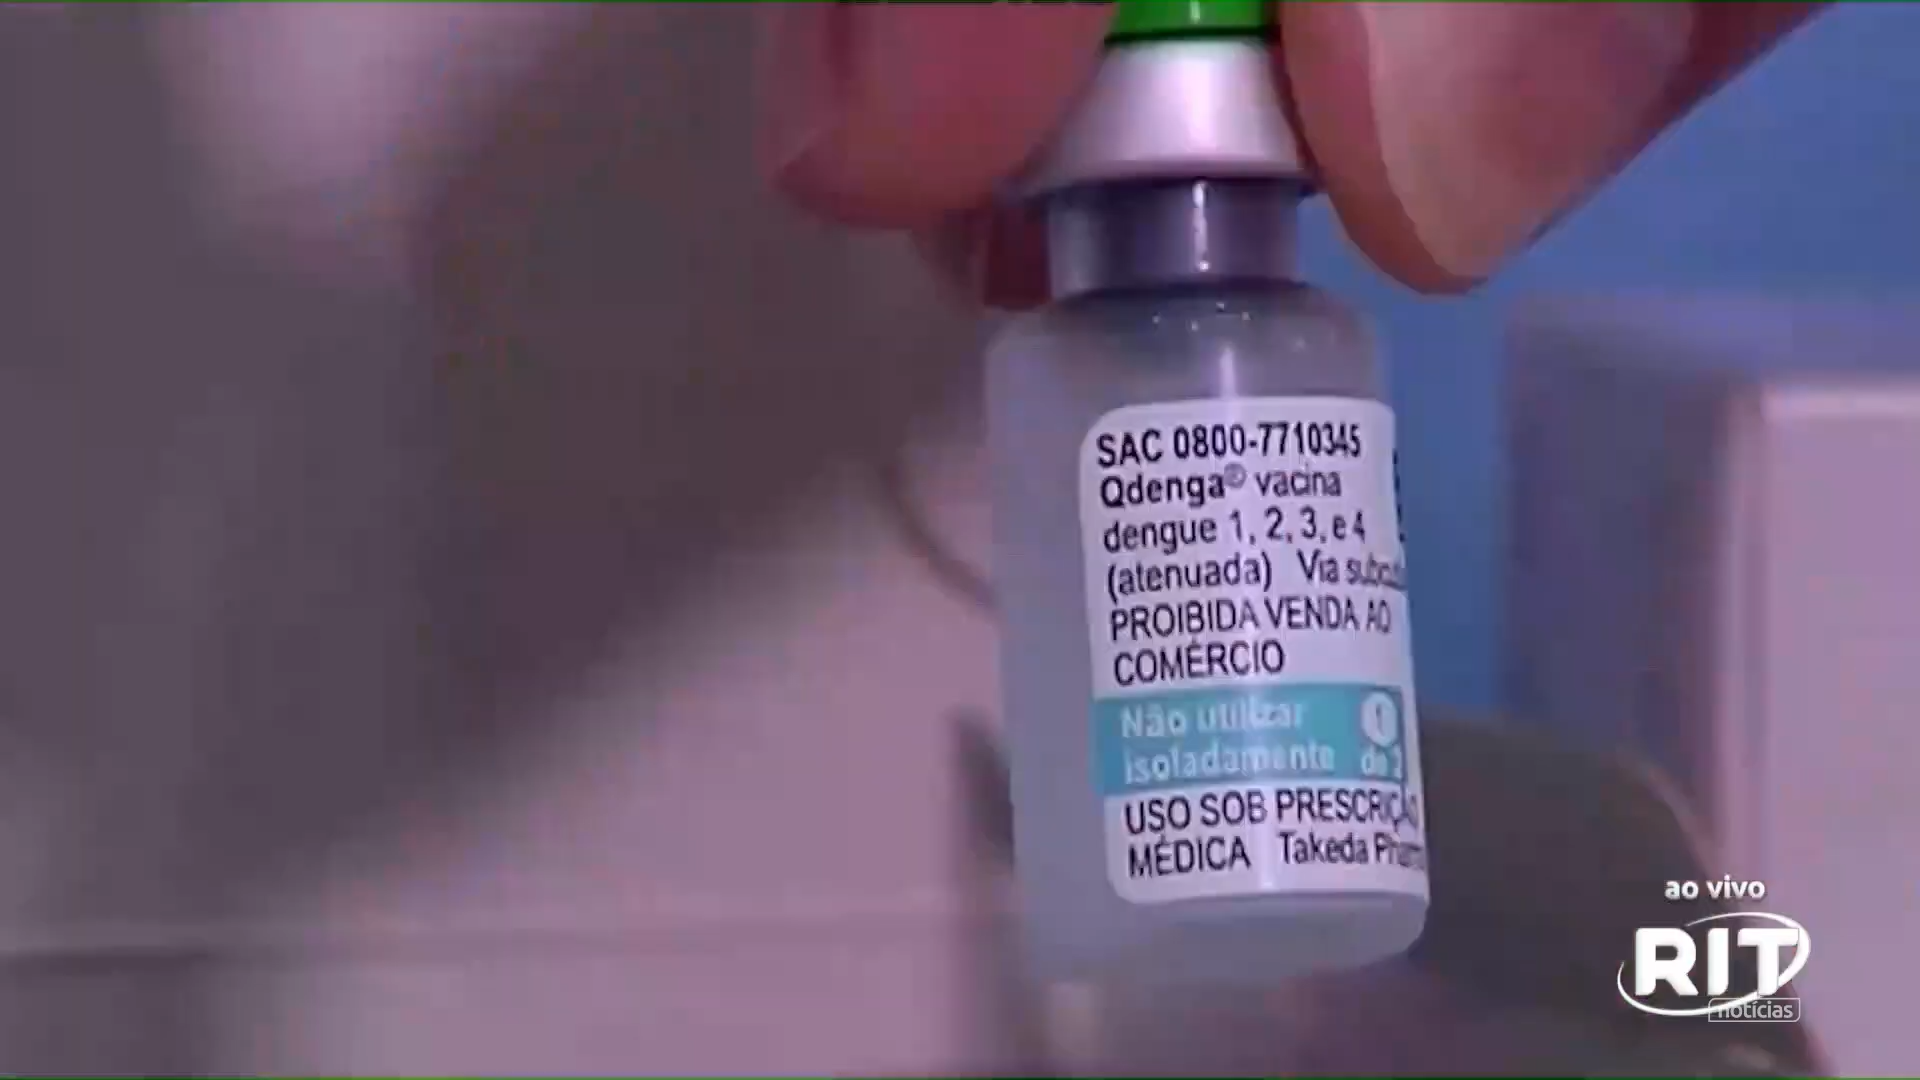 SAC 0800-7710345
Qdenga® vacina
dengue 1, 2, 3, e 4
(atenuada) Via
PROIBIDA VENDA AO
COMÉRCIO
Não utilizar 1
isoladamente de 2
USO SOB PRESCRIÇÃO
MÉDICA Takeda
ao vivo
RIT
notícias